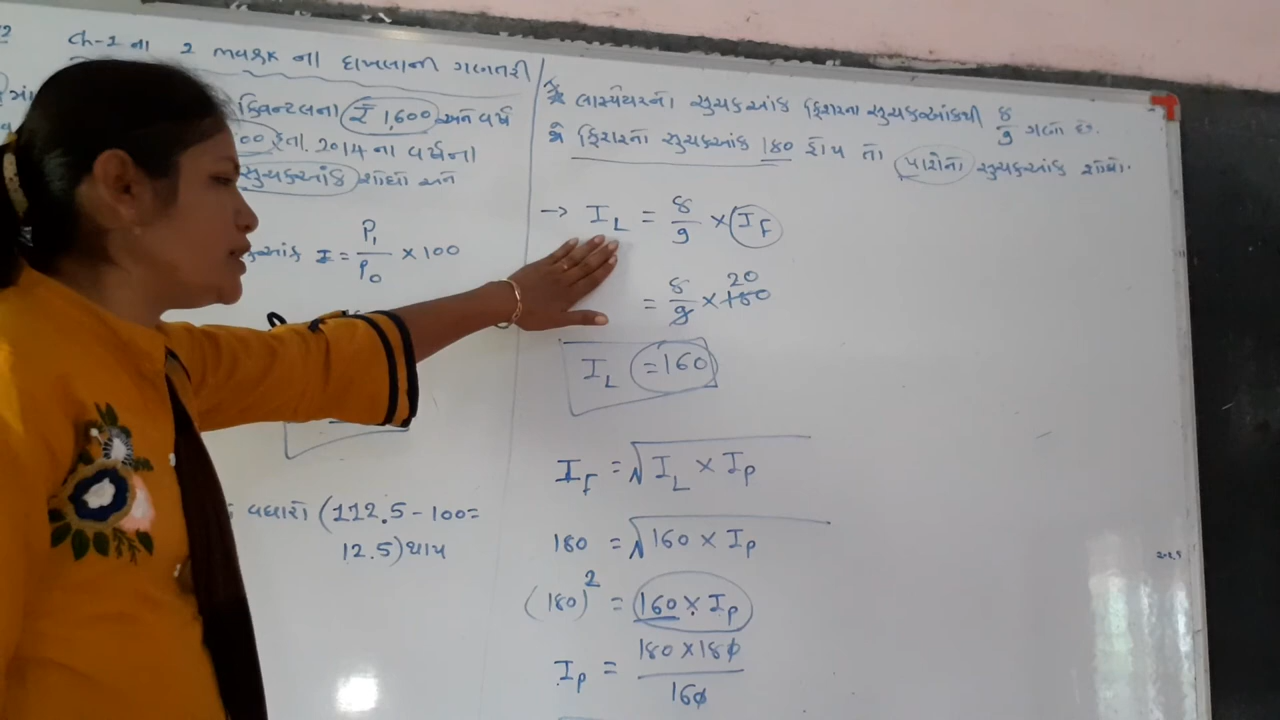 Ch-1 ના 2 માર્ક્સ ના દાખલાની ગણતરી
ક્વિન્ટલના ₹ 1,600 અને વર્ષ
00 હતા. 2014 ના વર્ષના
સુચકઆંક શોધો અને
આંક I = P₁/P₀ × 100
વધારો (112.5 - 100 =
12.5) થાય
* લાસ્પેયરનો સુચકઆંક ફિશરના સુચકઆંકથી 8/9 ગણો છે.
જો ફિશરનો સુચકઆંક 180 હોય તો પાશેનો સુચકઆંક શોધો.
→ I_L = 8/9 × I_F
= 8/9 × 180 20
I_L = 160
I_F = √(I_L × I_P)
180 = √(160 × I_P)
(180)² = 160 × I_P
I_P = 180 × 180 / 160